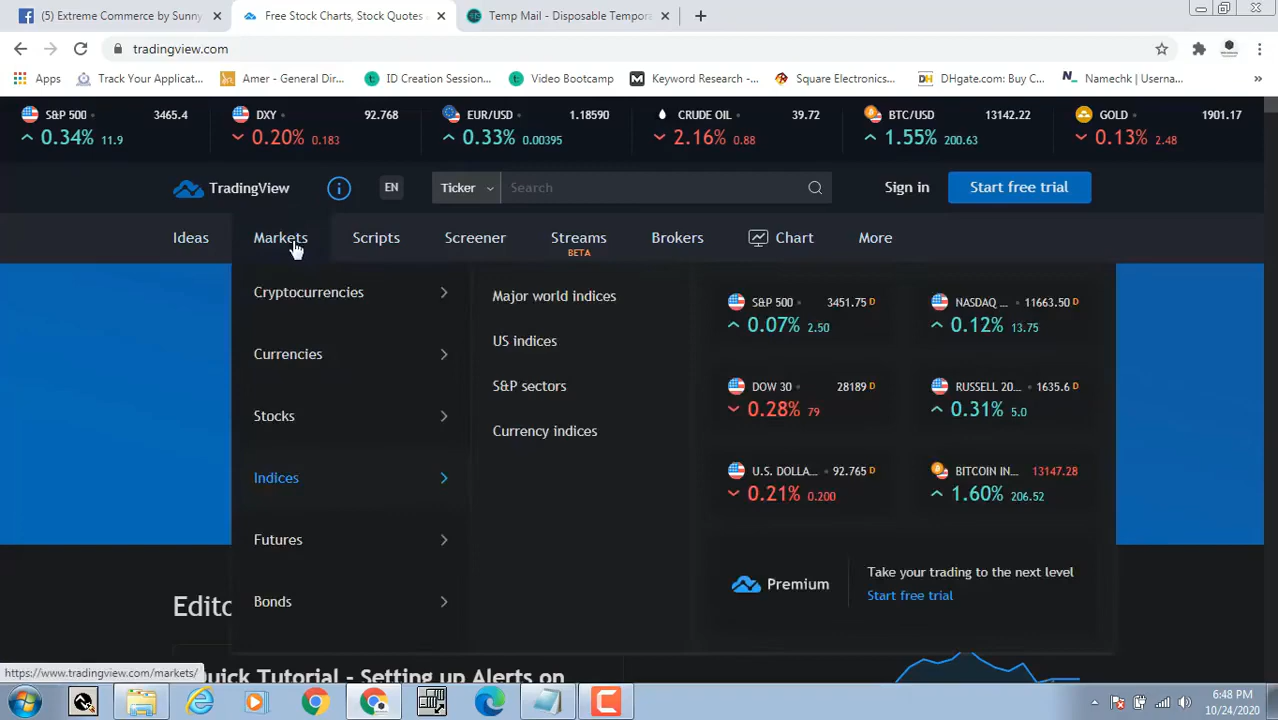 (5) Extreme Commerce by Sunny
Free Stock Charts, Stock Quotes
Temp Mail - Disposable Tempora
tradingview.com
Apps
Track Your Applicat...
Amer - General Dir...
ID Creation Session...
Video Bootcamp
Keyword Research -...
Square Electronics...
DHgate.com: Buy C...
Namechk | Userna...
S&P 500 3465.4
0.34% 11.9
DXY 92.768
0.20% 0.183
EUR/USD 1.18590
0.33% 0.00395
CRUDE OIL 39.72
2.16% 0.88
BTC/USD 13142.22
1.55% 200.63
GOLD 1901.17
0.13% 2.48
TradingView
EN
Ticker
Search
Sign in
Start free trial
Ideas
Markets
Scripts
Screener
Streams
BETA
Brokers
Chart
More
Cryptocurrencies
Currencies
Stocks
Indices
Futures
Bonds
Major world indices
US indices
S&P sectors
Currency indices
S&P 500 3451.75 D
0.07% 2.50
NASDAQ ... 11663.50 D
0.12% 13.75
DOW 30 28189 D
0.28% 79
RUSSELL 20... 1635.6 D
0.31% 5.0
U.S. DOLLA... 92.765 D
0.21% 0.200
BITCOIN IN... 13147.28
1.60% 206.52
Premium
Take your trading to the next level
Start free trial
Edito
Quick Tutorial - Setting up Alerts on
https://www.tradingview.com/markets/
6:48 PM
10/24/2020